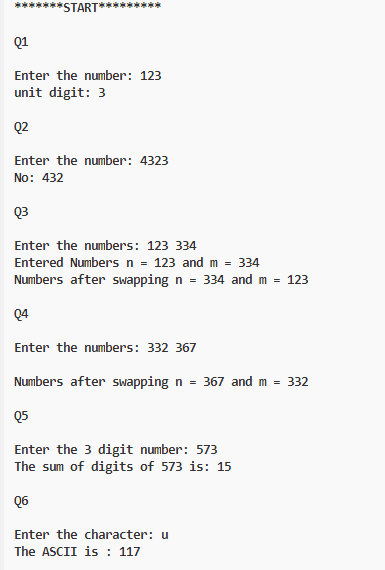 *******START*********
Q1
Enter the number: 123
unit digit: 3
Q2
Enter the number: 4323
No: 432
Q3
Enter the numbers: 123 334
Entered Numbers n = 123 and m = 334
Numbers after swapping n = 334 and m = 123
Q4
Enter the numbers: 332 367
Numbers after swapping n = 367 and m = 332
Q5
Enter the 3 digit number: 573
The sum of digits of 573 is: 15
Q6
Enter the character: u
The ASCII is : 117